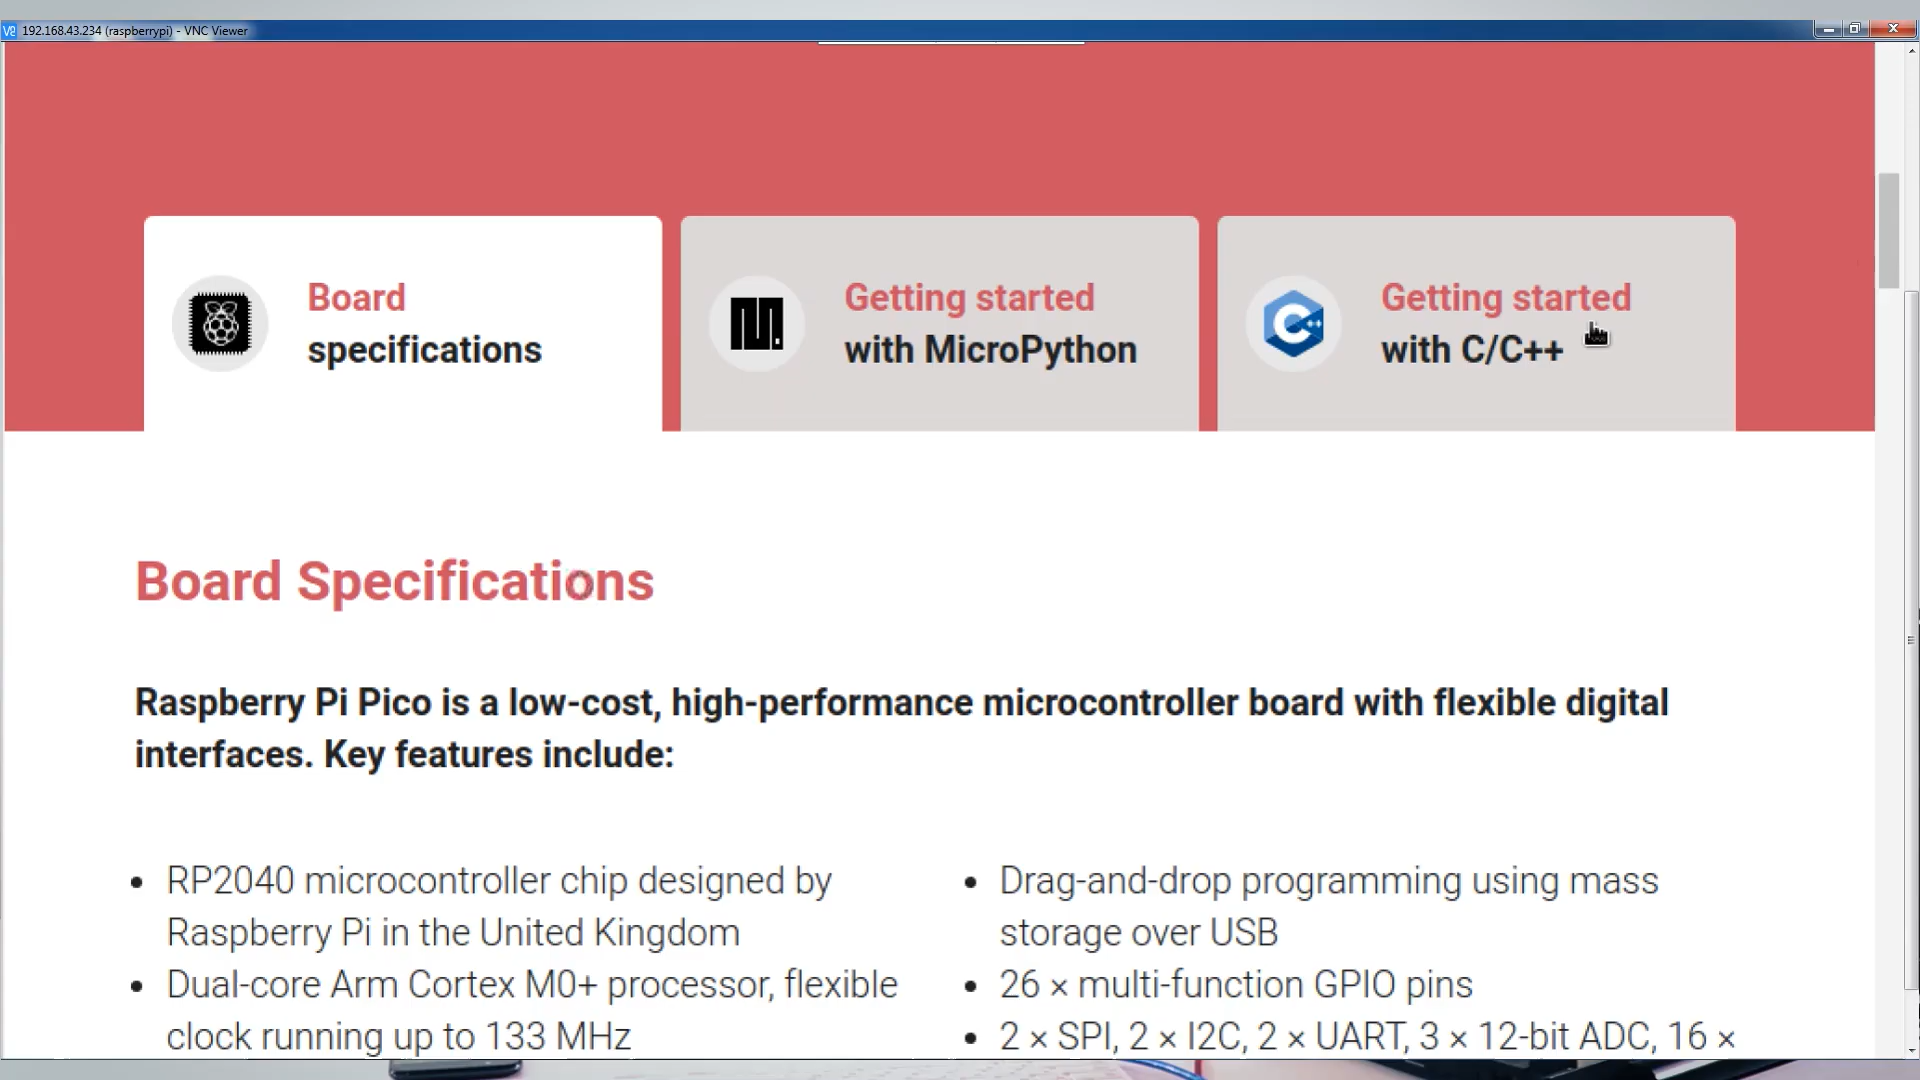 192.168.43.234 (raspberrypi) - VNC Viewer
Board
specifications
Getting started
with MicroPython
Getting started
with C/C++
Board Specifications
Raspberry Pi Pico is a low-cost, high-performance microcontroller board with flexible digital
interfaces. Key features include:
• RP2040 microcontroller chip designed by
Raspberry Pi in the United Kingdom
• Dual-core Arm Cortex M0+ processor, flexible
clock running up to 133 MHz
• Drag-and-drop programming using mass
storage over USB
• 26 × multi-function GPIO pins
• 2 × SPI, 2 × I2C, 2 × UART, 3 × 12-bit ADC, 16 ×